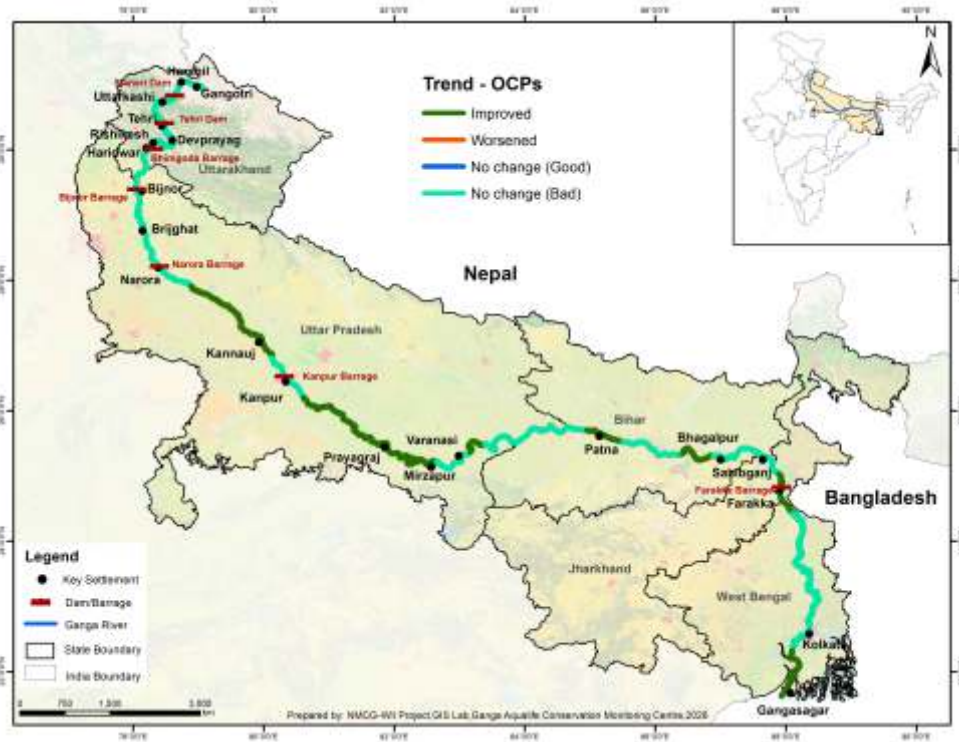 N
Trend - OCPs
Improved
Worsened
No change (Good)
No change (Bad)
Gangotri
Uttarkashi
Tehri
Tehri Dam
Rishikesh
Devprayag
Haridwar
Bhimgoda Barrage
Uttarakhand
Bijnor Barrage
Bijnor
Brijghat
Narora Barrage
Narora
Nepal
Uttar Pradesh
Kannauj
Kanpur Barrage
Kanpur
Varanasi
Prayagraj
Mirzapur
Bihar
Patna
Bhagalpur
Sahibganj
Farakka Barrage
Farakka
Bangladesh
Jharkhand
West Bengal
Kolkata
Gangasagar
Legend
Key Settlement
Dam/Barrage
Ganga River
State Boundary
India Boundary
Prepared by: NMCG-WII Project,GIS Lab,Ganga Aqualife Conservation Monitoring Centre,2026